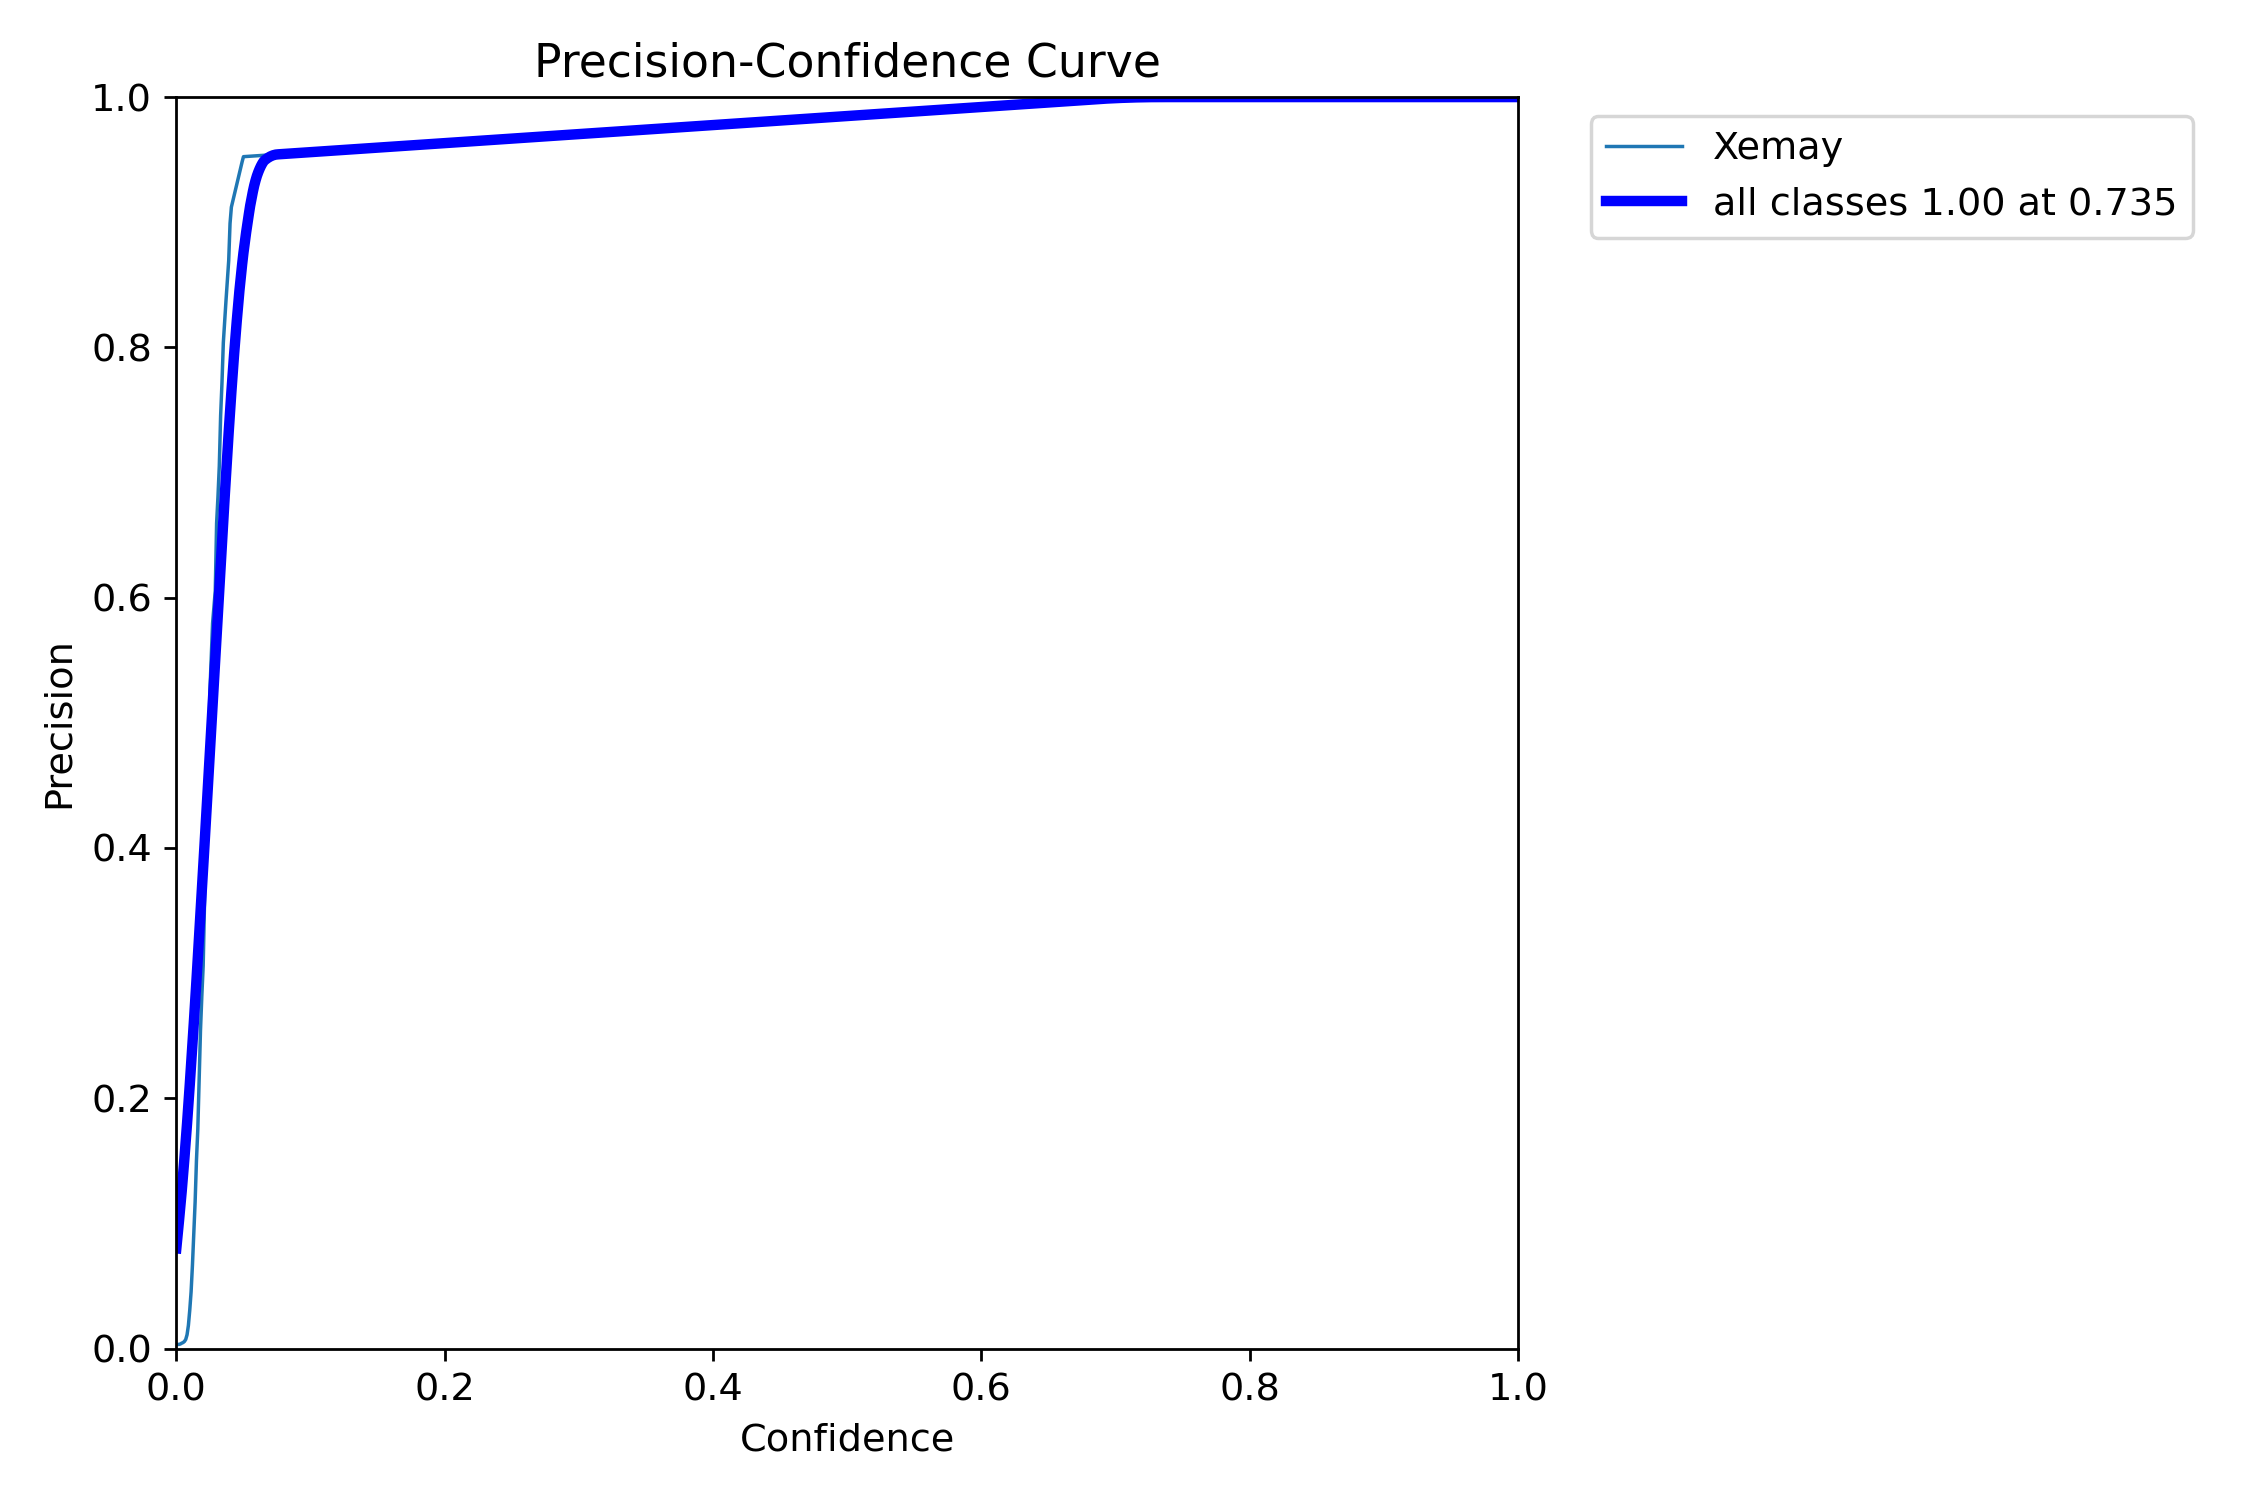 Precision-Confidence Curve
1.0
0.8
0.6
0.4
0.2
0.0
Precision
0.0 0.2 0.4 0.6 0.8 1.0
Confidence
Xemay
all classes 1.00 at 0.735